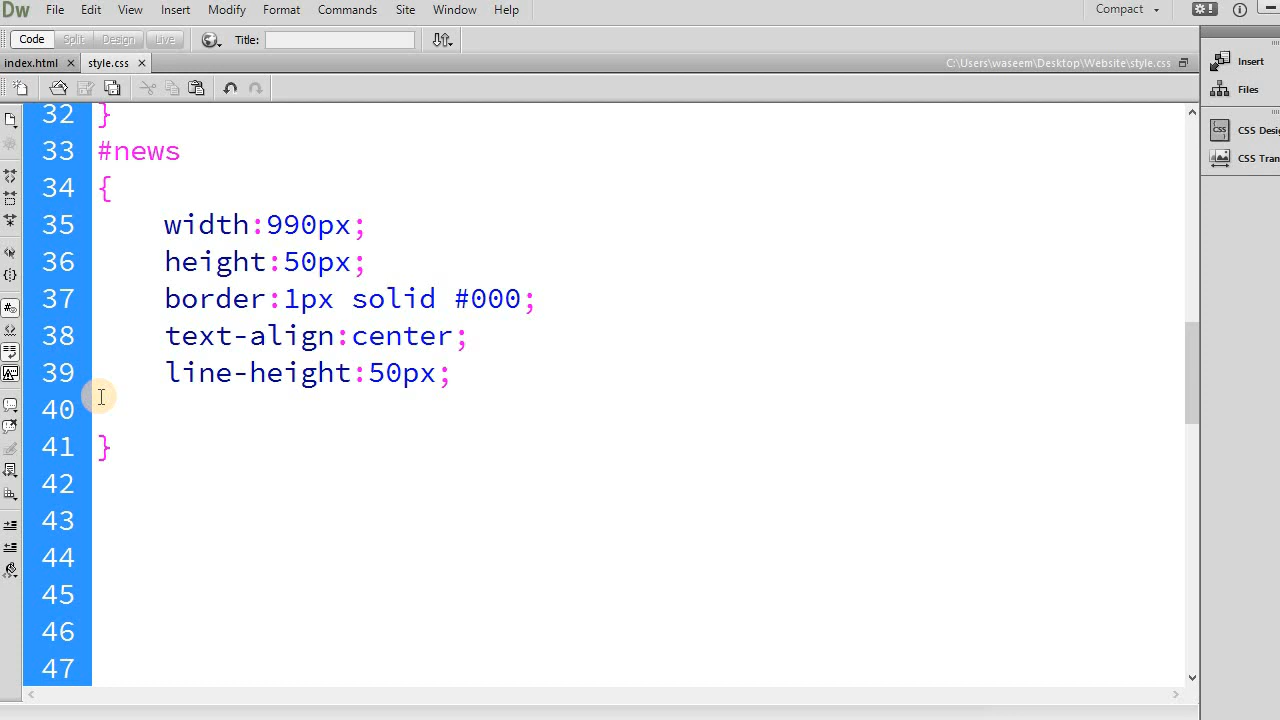 Dw File Edit View Insert Modify Format Commands Site Window Help Compact
Code Split Design Live Title:
index.html style.css C:\Users\waseem\Desktop\Website\style.css
Insert
Files
CSS
CSS Tran
32 }
33 #news
34 {
35 width:990px;
36 height:50px;
37 border:1px solid #000;
38 text-align:center;
39 line-height:50px;
40
41 }
42
43
44
45
46
47